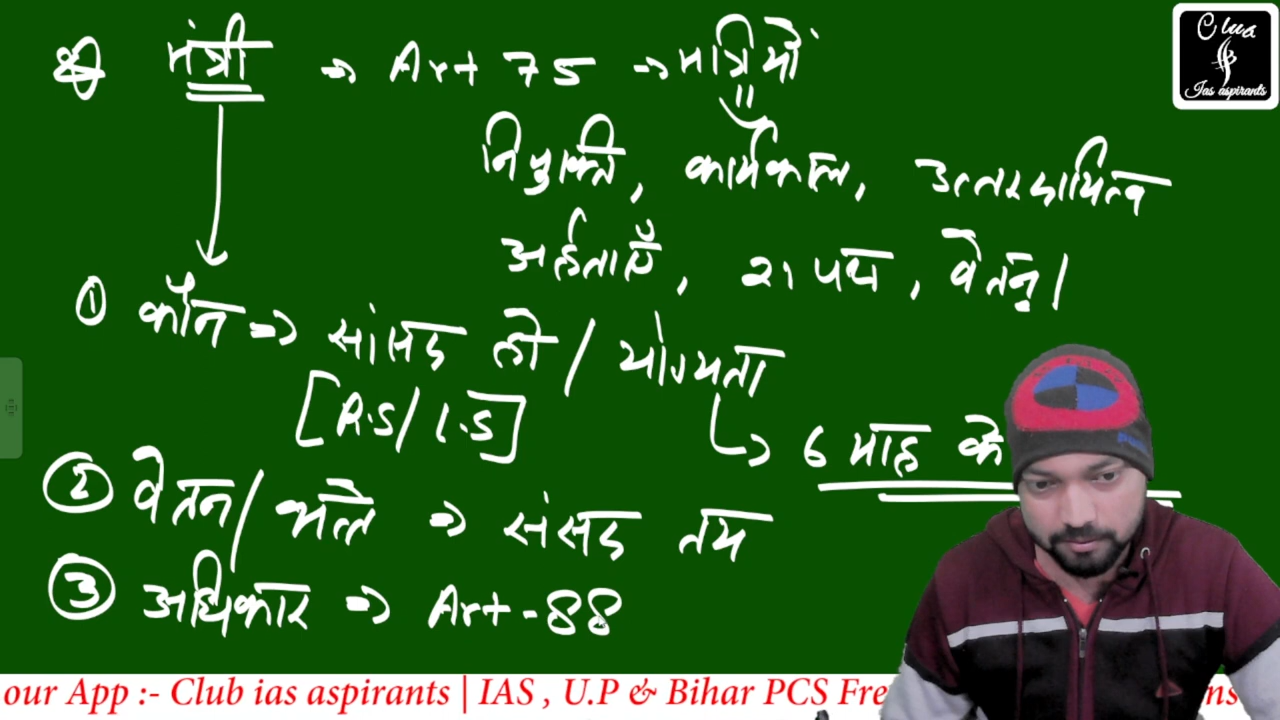 मंत्री ⇒ Art 75 → मंत्रियों
नियुक्ति, कार्यकाल, उत्तरदायित्व
अर्हताएँ, शपथ, वेतन।
① कौन ⇒ सांसद हो / योग्यता
[R.S/L.S] ↳ 6 माह के
② वेतन/भत्ते ⇒ संसद तय
③ अधिकार ⇒ Art-88
Club
Ias aspirants
our App :- Club ias aspirants | IAS , U.P & Bihar PCS Fre